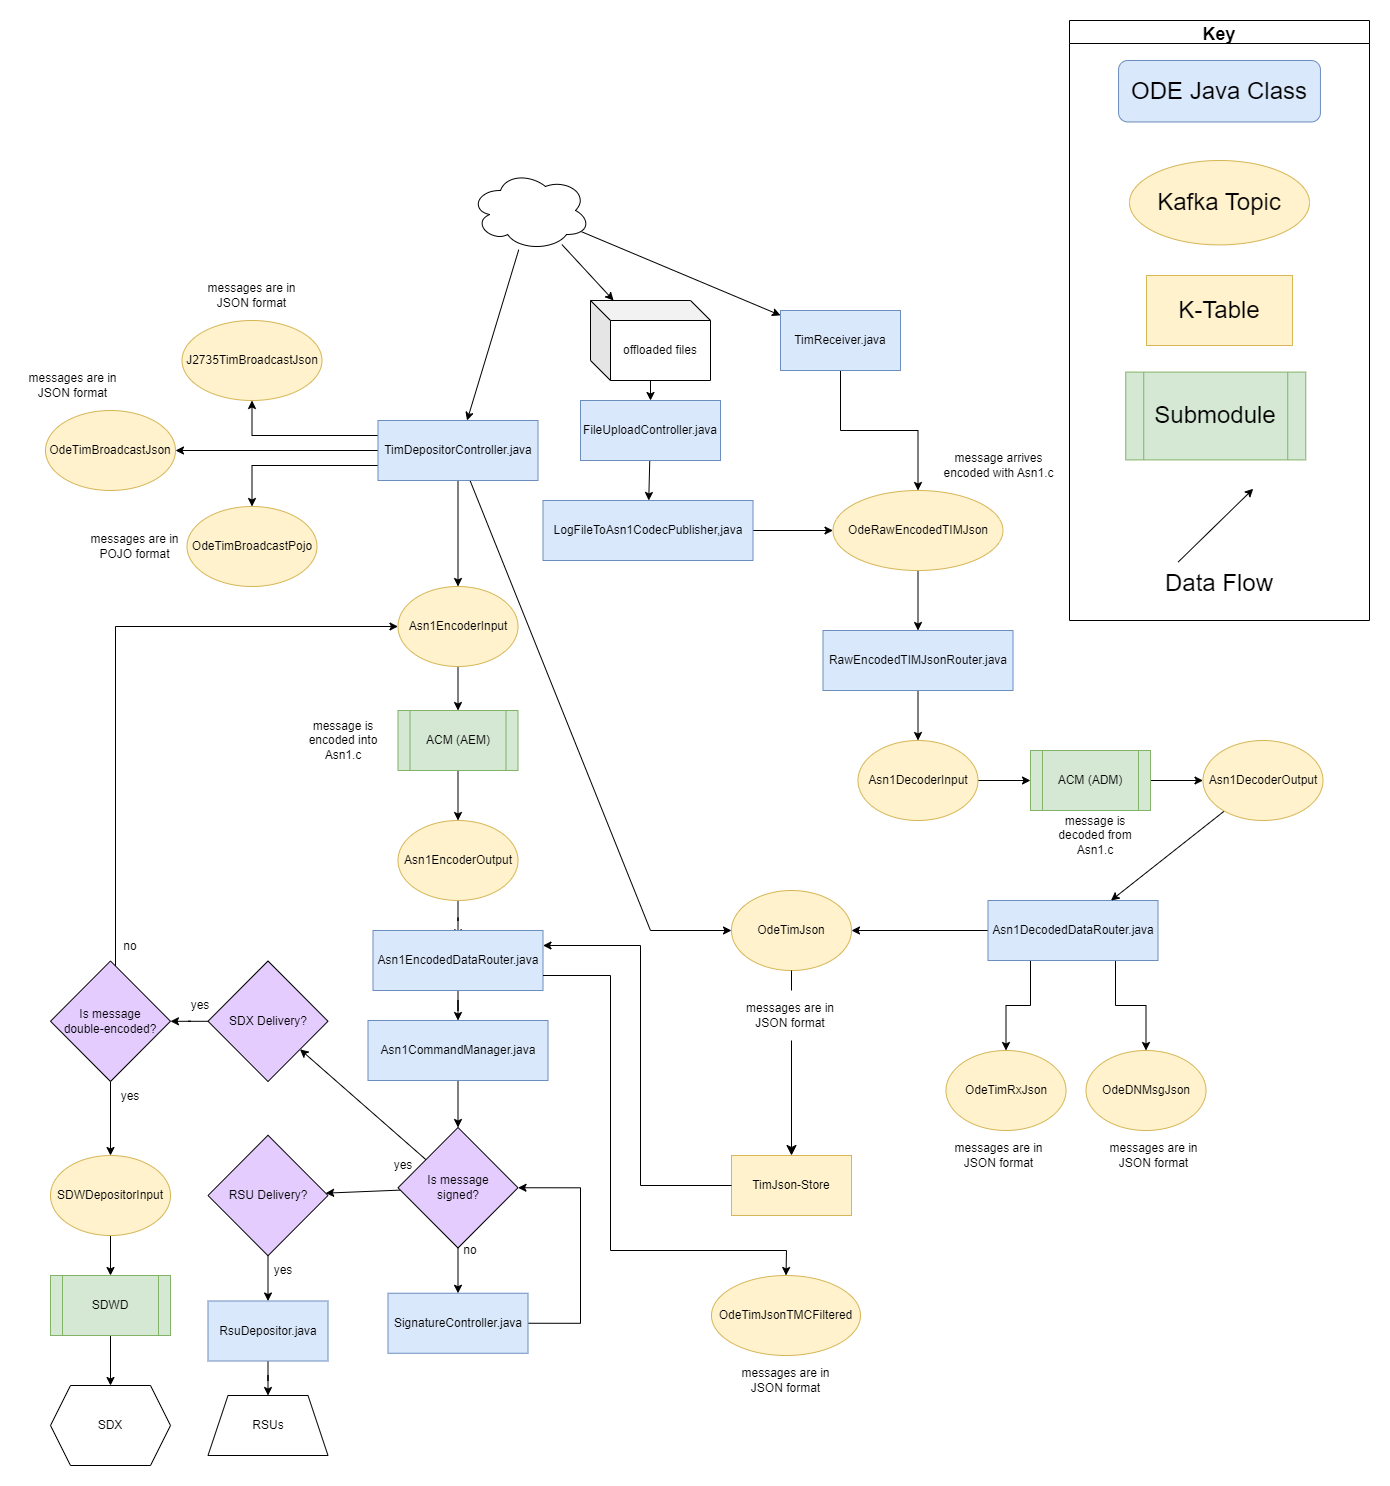 Key
ODE Java Class
Kafka Topic
K-Table
Submodule
Data Flow
messages are in
JSON format
J2735TimBroadcastJson
messages are in
JSON format
OdeTimBroadcastJson
TimDepositorController.java
messages are in
POJO format
OdeTimBroadcastPojo
offloaded files
TimReceiver.java
FileUploadController.java
message arrives
encoded with Asn1.c
LogFileToAsn1CodecPublisher.java
OdeRawEncodedTIMJson
Asn1EncoderInput
RawEncodedTIMJsonRouter.java
message is
encoded into
Asn1.c
ACM (AEM)
Asn1DecoderInput
ACM (ADM)
Asn1DecoderOutput
message is
decoded from
Asn1.c
Asn1EncoderOutput
OdeTimJson
Asn1DecodedDataRouter.java
Asn1EncodedDataRouter.java
no
Is message
double-encoded?
yes
SDX Delivery?
messages are in
JSON format
Asn1CommandManager.java
OdeTimRxJson
OdeDNMsgJson
yes
messages are in
JSON format
messages are in
JSON format
SDWDepositorInput
RSU Delivery?
yes
Is message
signed?
TimJson-Store
no
yes
SDWD
RsuDepositor.java
SignatureController.java
OdeTimJsonTMCFiltered
messages are in
JSON format
SDX
RSUs